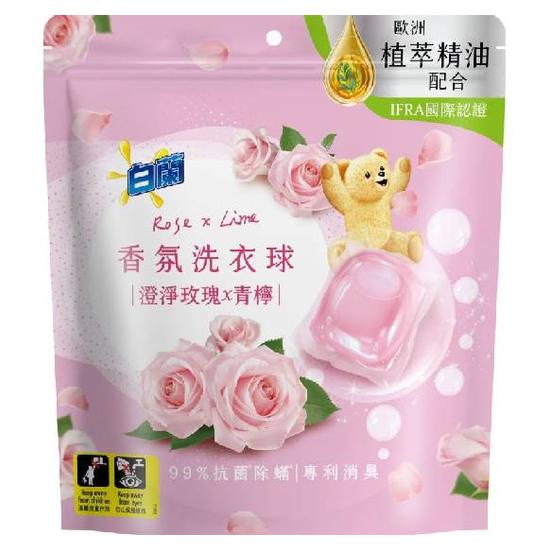 歐洲
植萃精油
配合
IFRA國際認證
白蘭
Rose x Lime
香氛洗衣球
澄淨玫瑰x青檸
99%抗菌除蟎|專利消臭
Keep away
from children
Keep away
from eyes